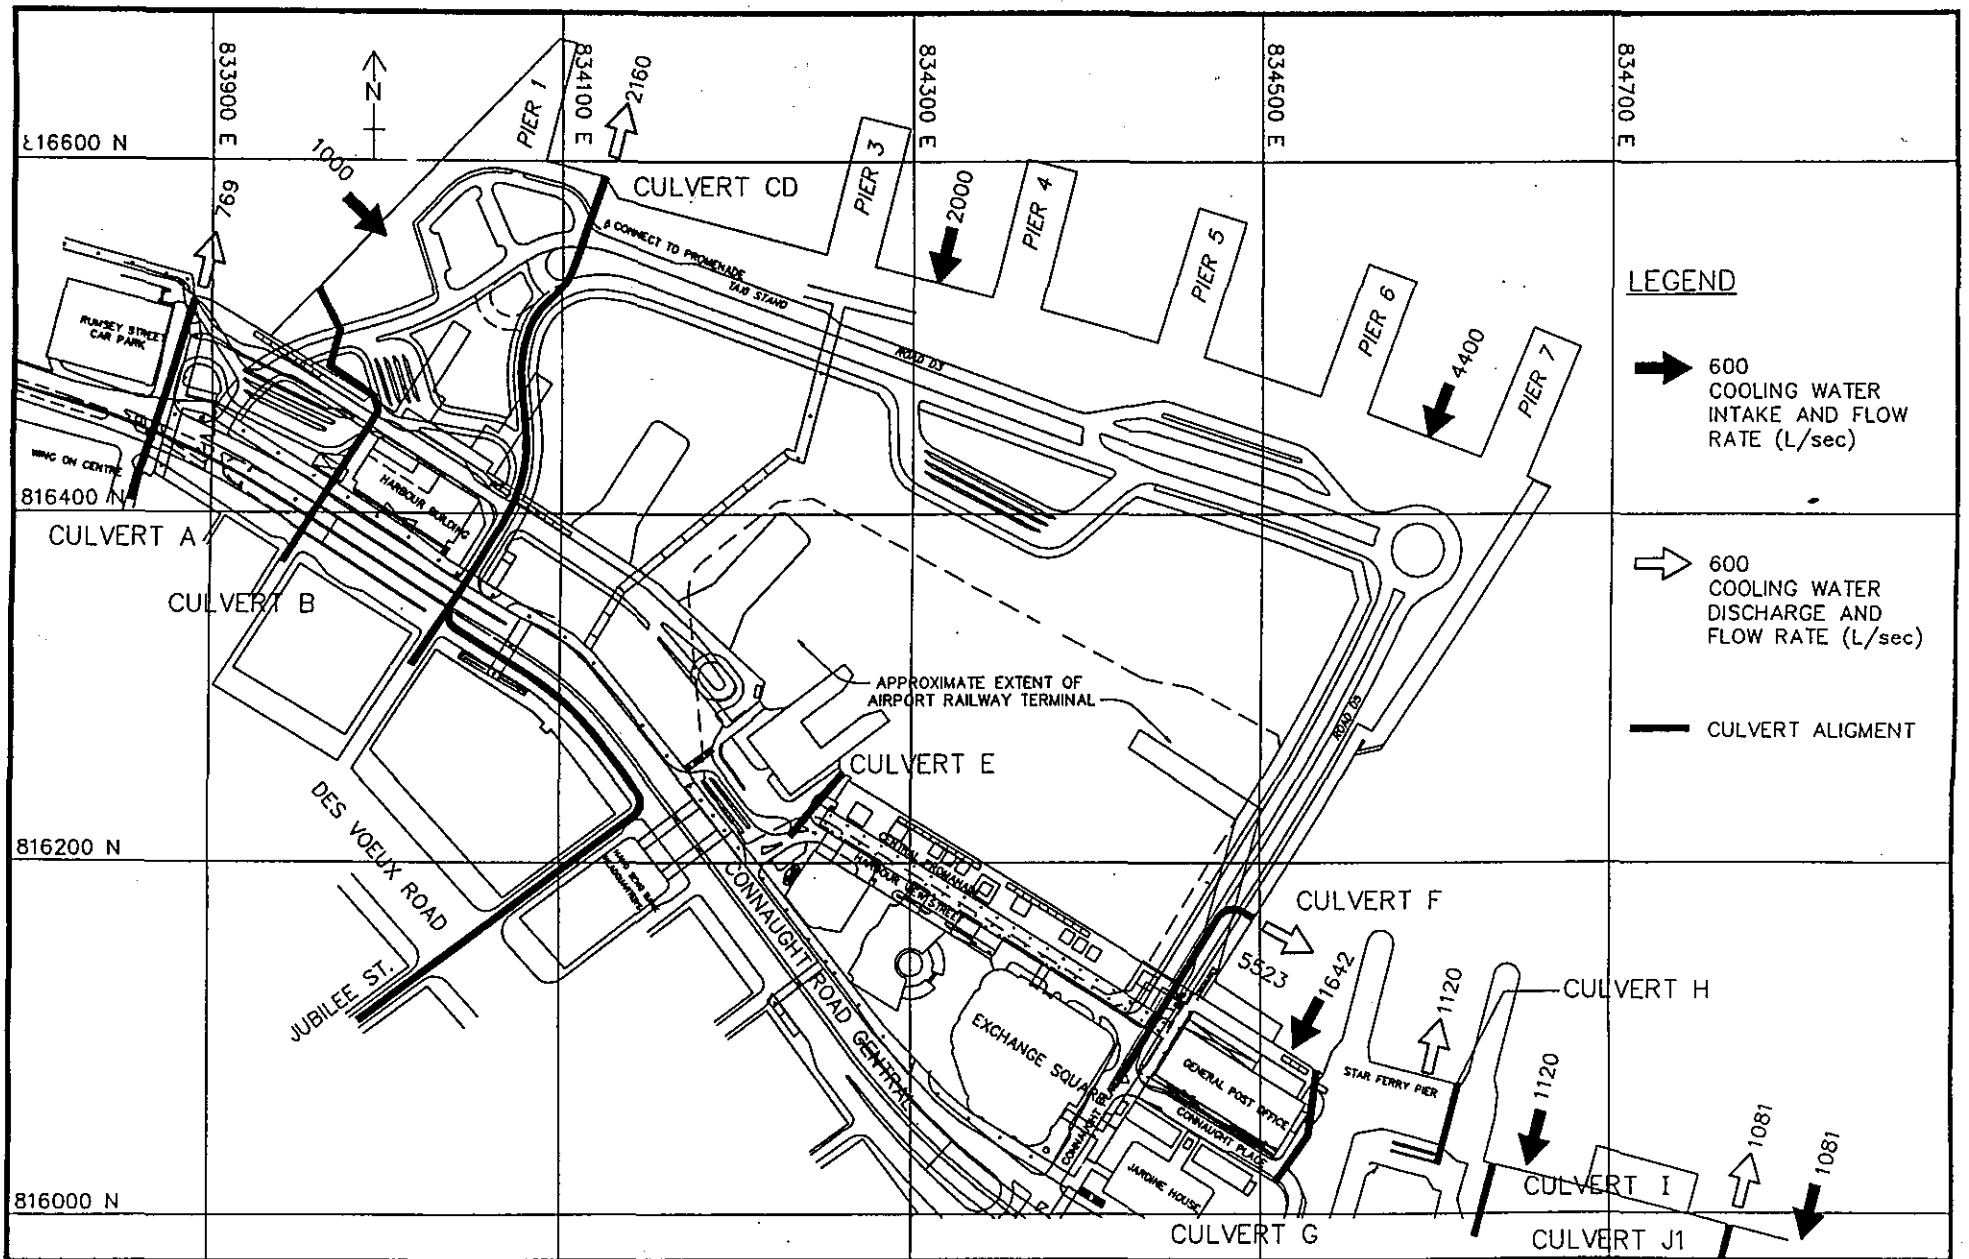 833900 E
834100 E
834300 E
834500 E
834700 E
N
816600 N
816400 N
816200 N
816000 N
PIER 1
2160
1000
769
CULVERT CD
PIER 3
2000
PIER 4
PIER 5
PIER 6
4400
PIER 7
CONNECT TO PROMENADE
TAXI STAND
ROAD D3
RUMSEY STREET
CAR PARK
WING ON CENTRE
HARBOUR BUILDING
CULVERT A
CULVERT B
LEGEND
600
COOLING WATER
INTAKE AND FLOW
RATE (L/sec)
600
COOLING WATER
DISCHARGE AND
FLOW RATE (L/sec)
CULVERT ALIGMENT
APPROXIMATE EXTENT OF
AIRPORT RAILWAY TERMINAL
ROAD D5
CULVERT E
DES VOEUX ROAD
JUBILEE ST.
HANG SENG BANK
HEADQUARTERS
CONNAUGHT ROAD CENTRAL
HARBOUR VIEW STREET
EXCHANGE SQUARE
CULVERT F
5523
1642
1120
CULVERT H
GENERAL POST OFFICE
STAR FERRY PIER
CONNAUGHT PLACE
JARDINE HOUSE
1120
1081
1081
CULVERT I
CULVERT G
CULVERT J1